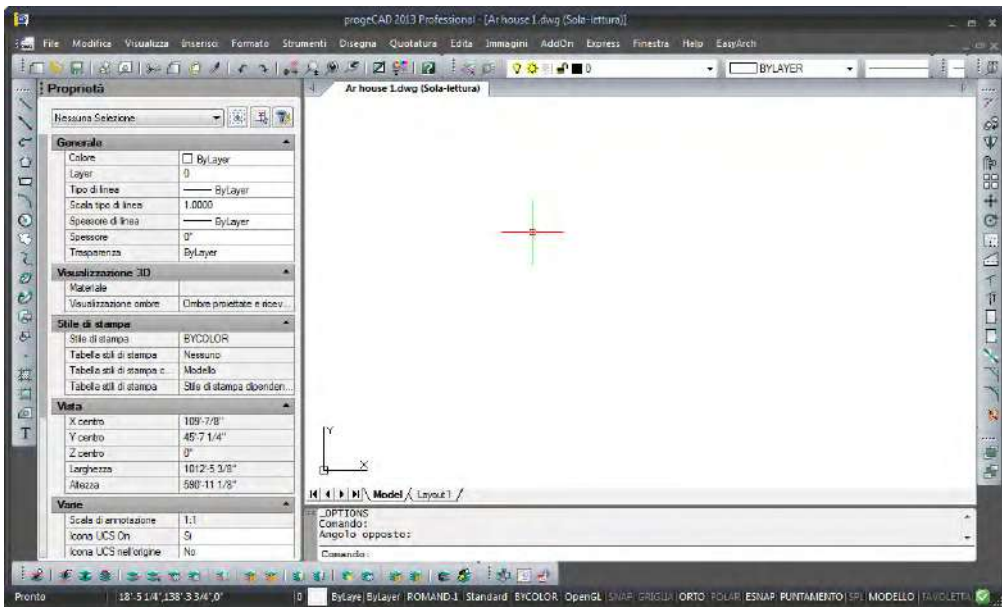 progeCAD 2013 Professional - [Ar house 1.dwg (Sola-lettura)]
File Modifica Visualizza Inserisci Formato Strumenti Disegna Quotatura Edita Immagini AddOn Express Finestra Help EasyArch
0 BYLAYER
Proprietà
Ar house 1.dwg (Sola-lettura)
Nessuna Selezione
Generale
Colore ByLayer
Layer 0
Tipo di linea ByLayer
Scala tipo di linea 1.0000
Spessore di linea ByLayer
Spessore 0"
Trasparenza ByLayer
Visualizzazione 3D
Materiale
Visualizzazione ombre Ombre proiettate e ricev...
Stile di stampa
Stile di stampa BYCOLOR
Tabella stili di stampa Nessuno
Tabella stili di stampa c... Modello
Tabella stili di stampa Stile di stampa dipenden...
Vista
X centro 109'-7/8"
Y centro 45'-7 1/4"
Z centro 0"
Larghezza 1012'-5 3/8"
Altezza 590'-11 1/8"
Varie
Scala di annotazione 1:1
Icona UCS On Sì
Icona UCS nell'origine No
Y
X
Model Layout1
_OPTIONS
Comando:
Angolo opposto:
Comando:
T
Pronto 18'-5 1/4",138'-3 3/4",0" 0 ByLaye ByLayer ROMAND-1 Standard BYCOLOR OpenGL SNAP GRIGLIA ORTO POLAR ESNAP PUNTAMENTO SPL MODELLO TAVOLETTA